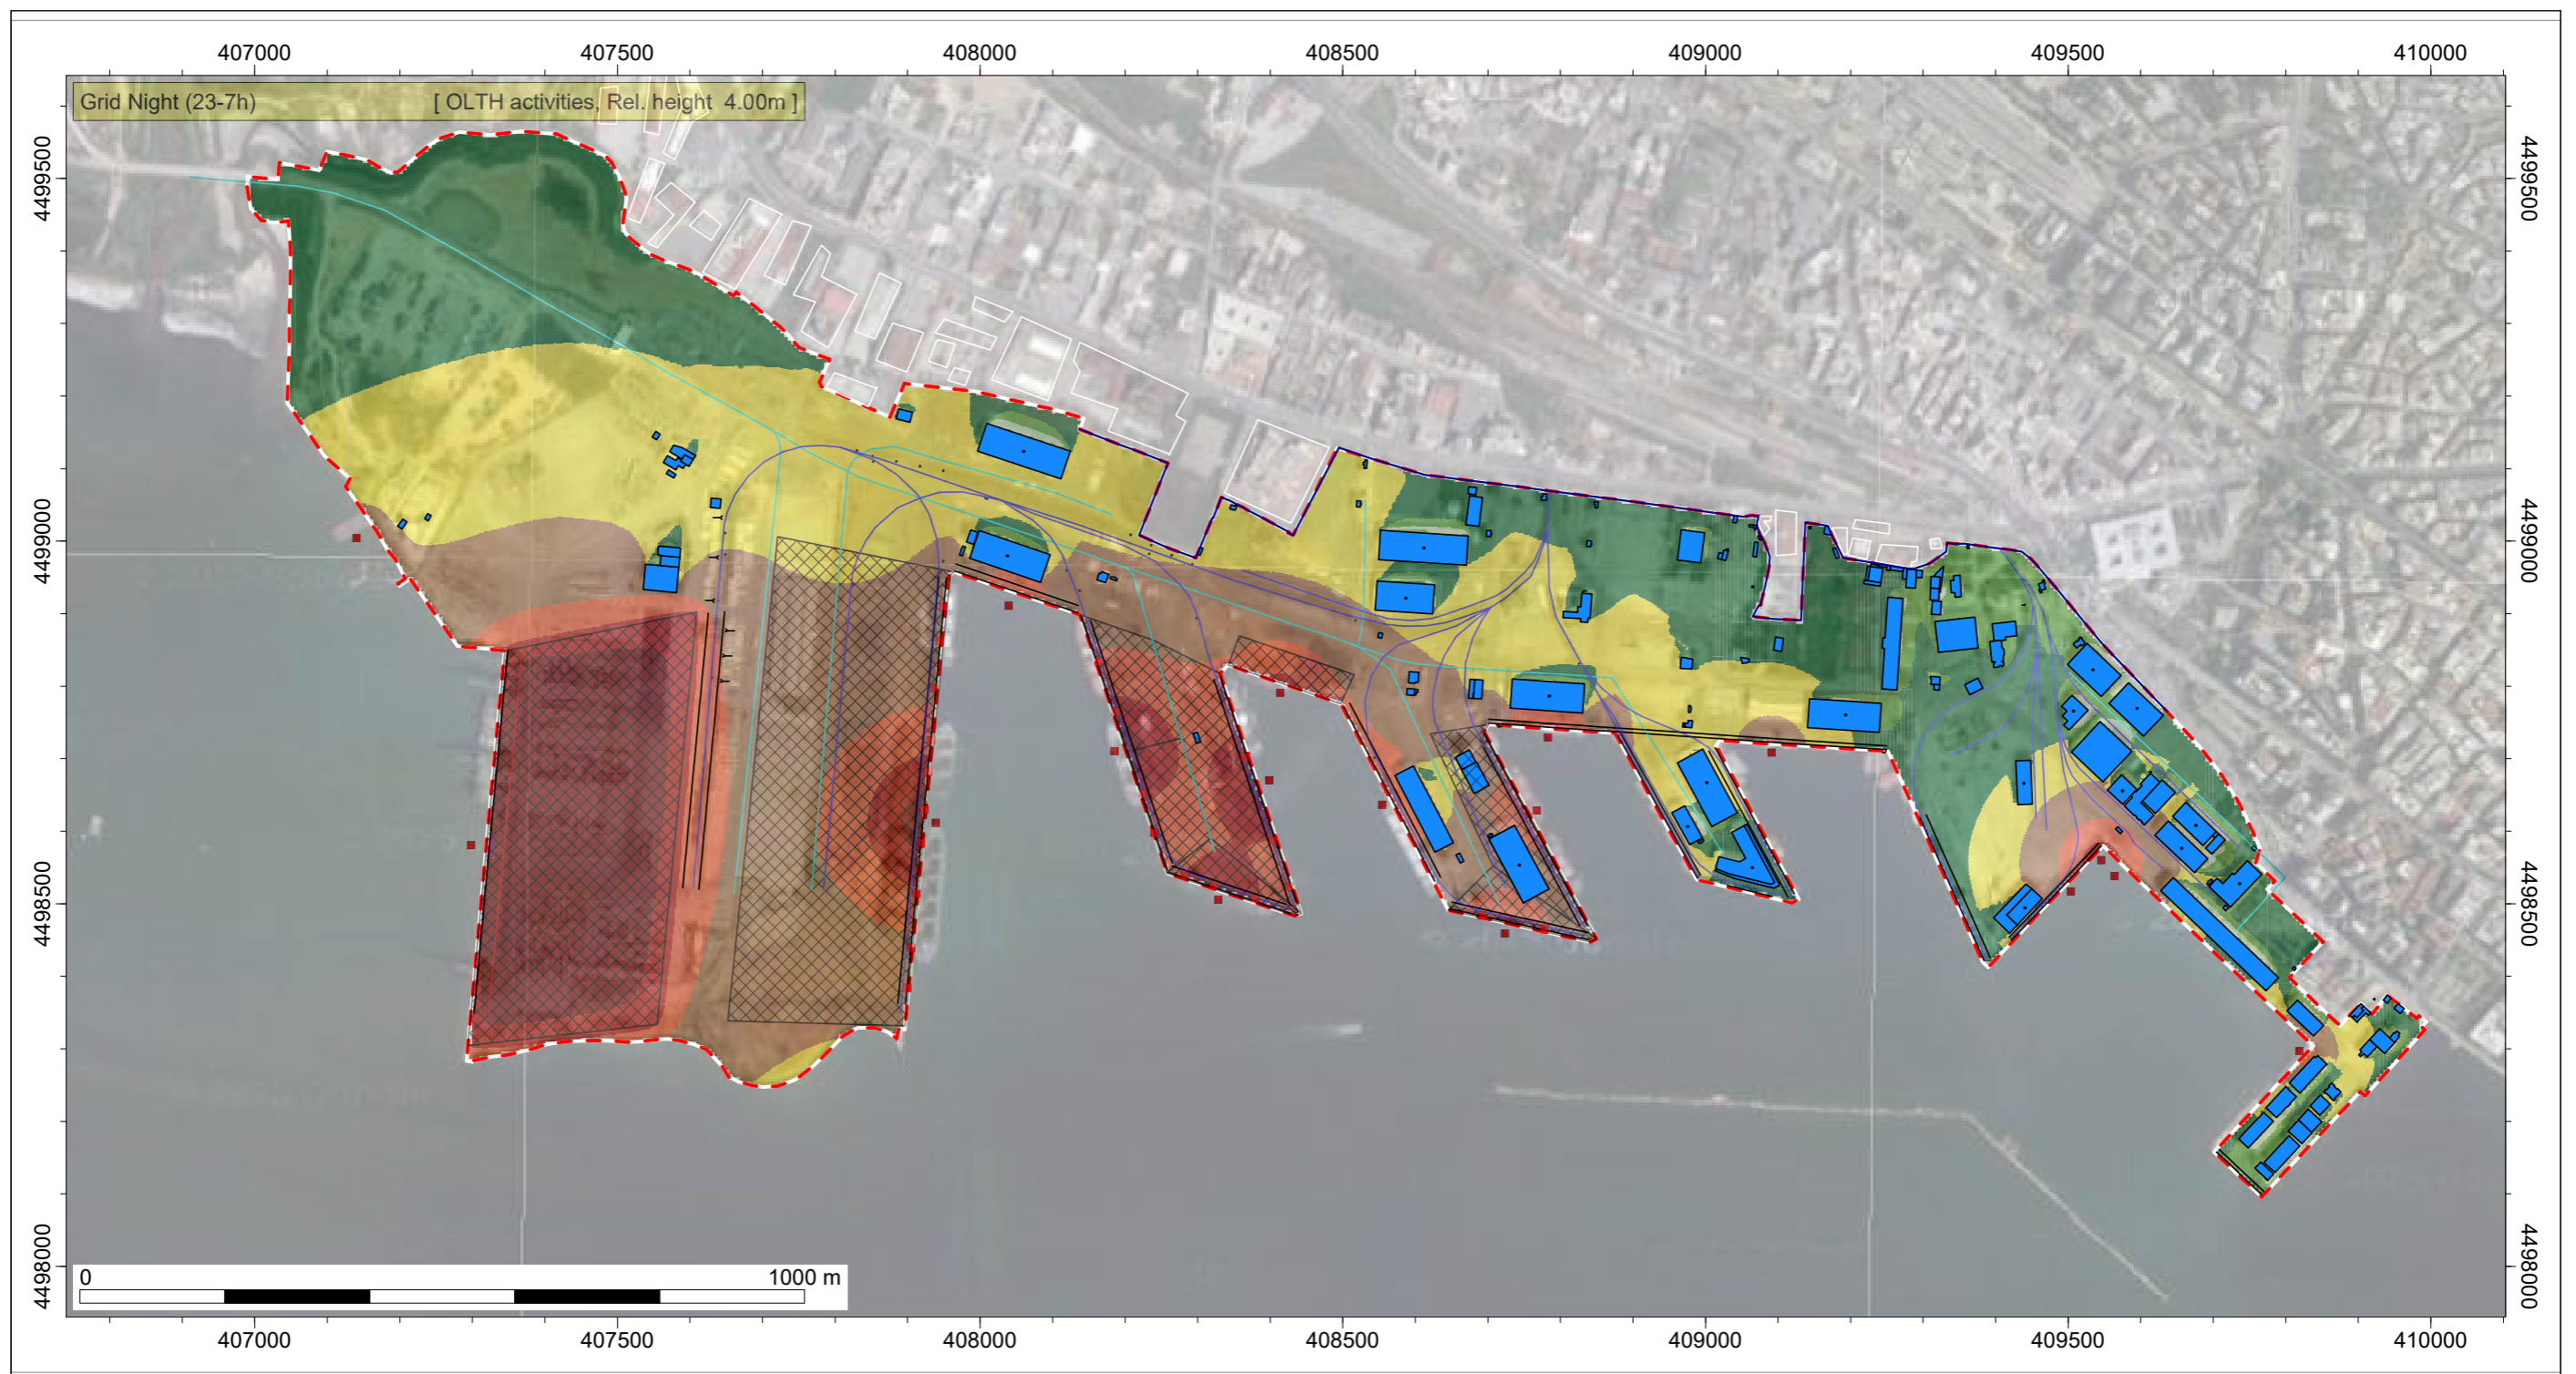 407000 407500 408000 408500 409000 409500 410000
Grid Night (23-7h) [ OLTH activities, Rel. height 4.00m ]
4499500 4499500
4499000 4499000
4498500 4498500
4498000 4498000
0 1000 m
407000 407500 408000 408500 409000 409500 410000